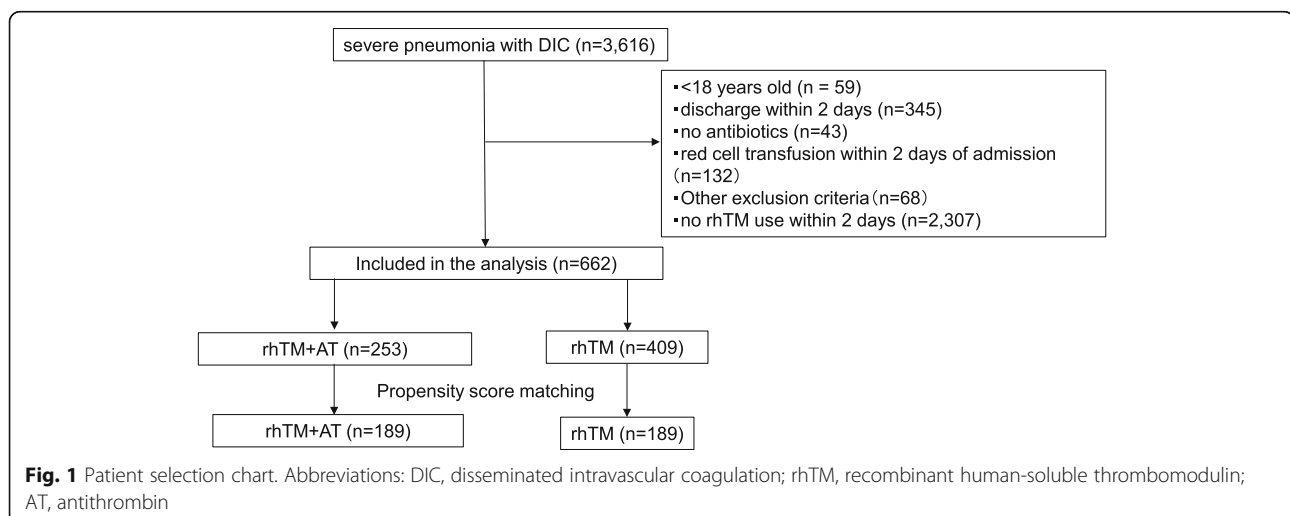 severe pneumonia with DIC (n=3,616)
▪<18 years old (n = 59)
▪discharge within 2 days (n=345)
▪no antibiotics (n=43)
▪red cell transfusion within 2 days of admission
(n=132)
▪Other exclusion criteria(n=68)
▪no rhTM use within 2 days (n=2,307)
Included in the analysis (n=662)
rhTM+AT (n=253)
rhTM (n=409)
Propensity score matching
rhTM+AT (n=189)
rhTM (n=189)
Fig. 1 Patient selection chart. Abbreviations: DIC, disseminated intravascular coagulation; rhTM, recombinant human-soluble thrombomodulin;
AT, antithrombin